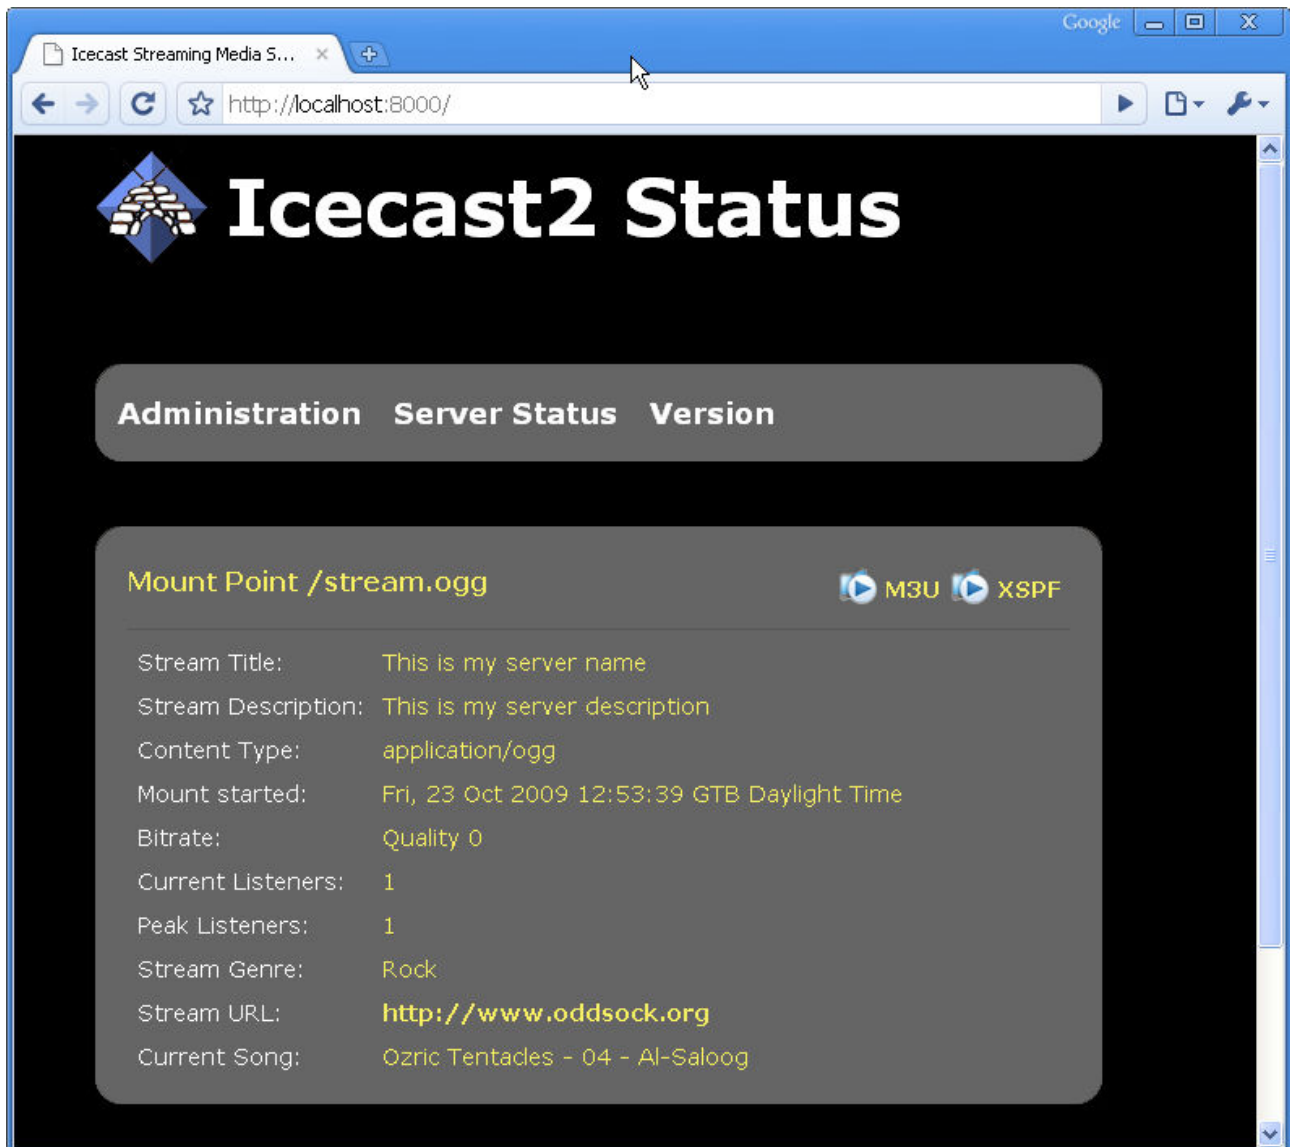 Google
Icecast Streaming Media S...
http://localhost:8000/
Icecast2 Status
Administration Server Status Version
Mount Point /stream.ogg M3U XSPF
Stream Title: This is my server name
Stream Description: This is my server description
Content Type: application/ogg
Mount started: Fri, 23 Oct 2009 12:53:39 GTB Daylight Time
Bitrate: Quality 0
Current Listeners: 1
Peak Listeners: 1
Stream Genre: Rock
Stream URL: http://www.oddsock.org
Current Song: Ozric Tentacles - 04 - Al-Saloog